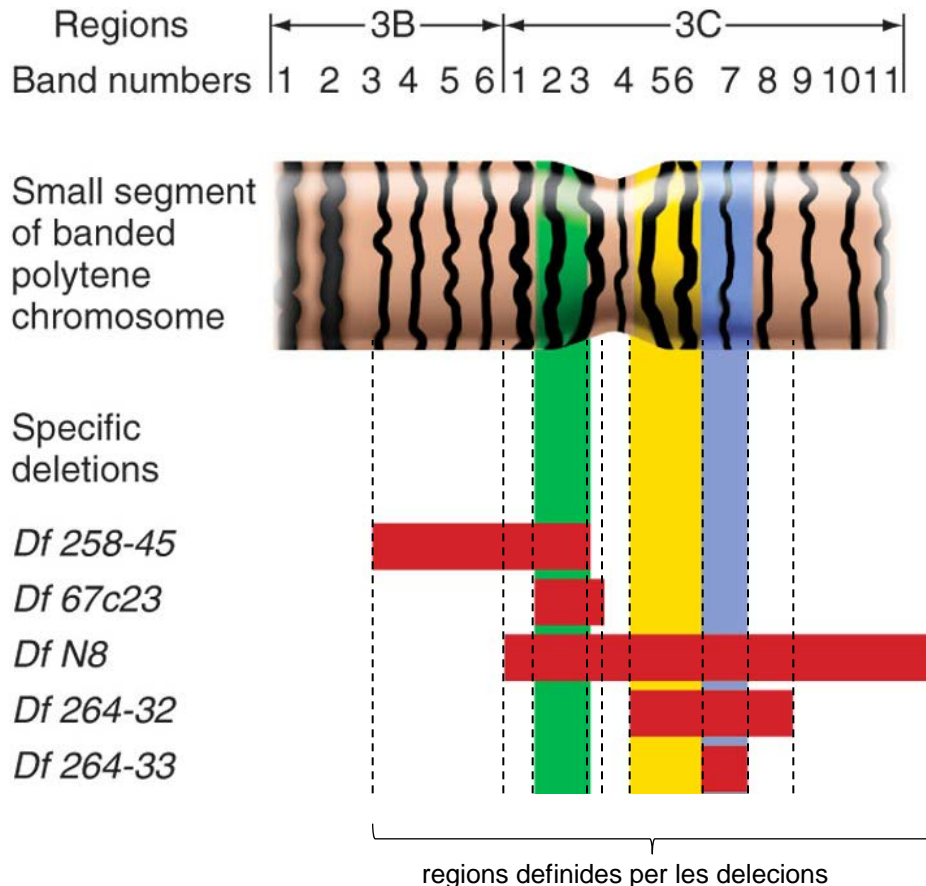 Regions 3B 3C
Band numbers 1 2 3 4 5 6 1 2 3 4 5 6 7 8 9 10 11
Small segment
of banded
polytene
chromosome
Specific
deletions
Df 258-45
Df 67c23
Df N8
Df 264-32
Df 264-33
regions definides per les delecions